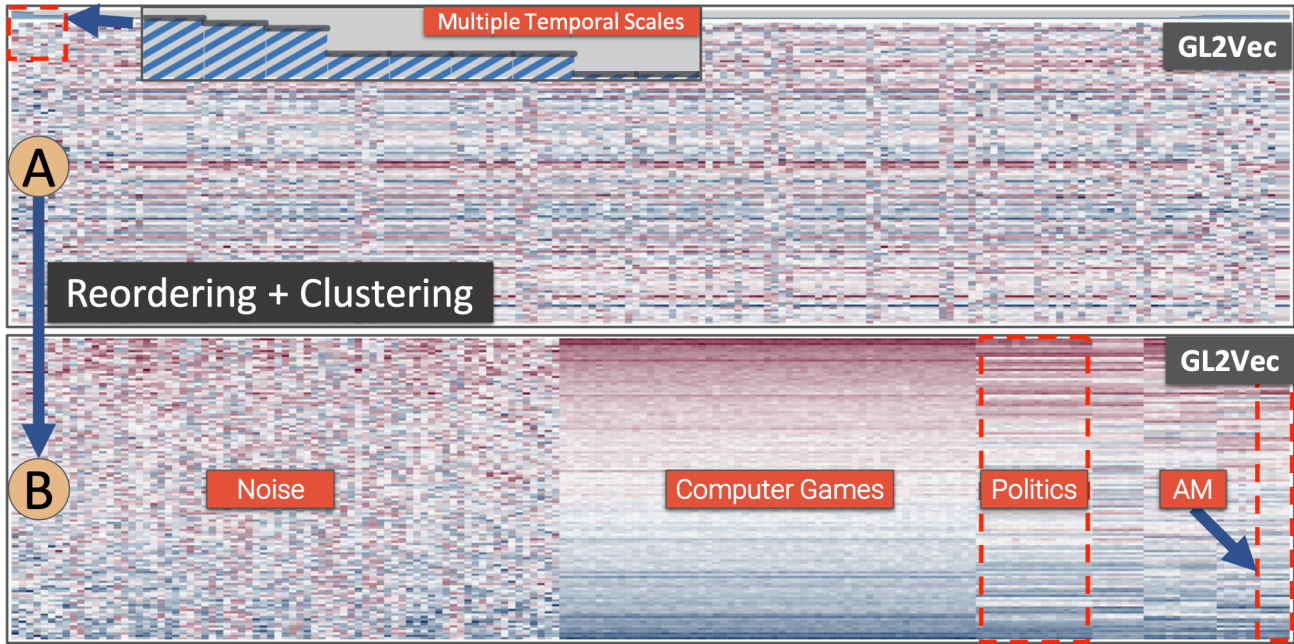 Multiple Temporal Scales
GL2Vec
A
Reordering + Clustering
GL2Vec
B
Noise
Computer Games
Politics
AM